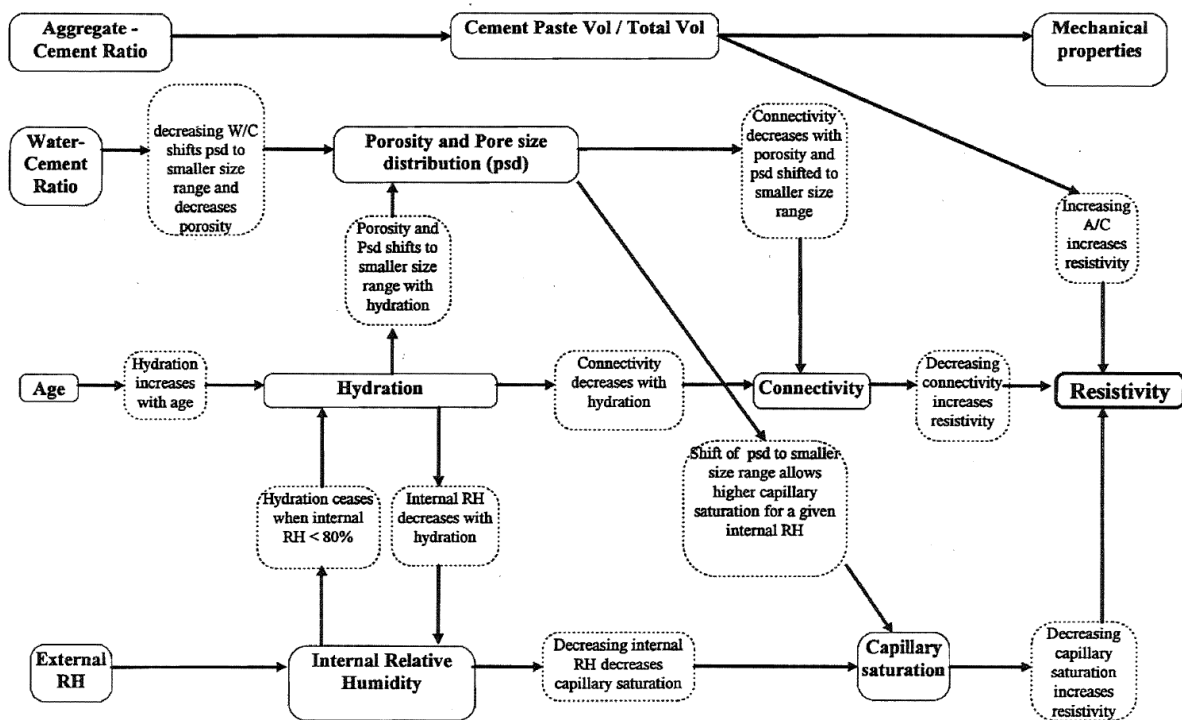 Aggregate -
Cement Ratio
Cement Paste Vol / Total Vol
Mechanical
properties
Water-
Cement
Ratio
decreasing W/C
shifts psd to
smaller size
range and
decreases
porosity
Porosity and Pore size
distribution (psd)
Connectivity
decreases with
porosity and
psd shifted to
smaller size
range
Increasing
A/C
increases
resistivity
Porosity and
Psd shifts to
smaller size
range with
hydration
Age
Hydration
increases
with age
Hydration
Connectivity
decreases with
hydration
Connectivity
Decreasing
connectivity
increases
resistivity
Resistivity
Hydration ceases
when internal
RH < 80%
Internal RH
decreases with
hydration
Shift of psd to smaller
size range allows
higher capillary
saturation for a given
internal RH
External
RH
Internal Relative
Humidity
Decreasing internal
RH decreases
capillary saturation
Capillary
saturation
Decreasing
capillary
saturation
increases
resistivity